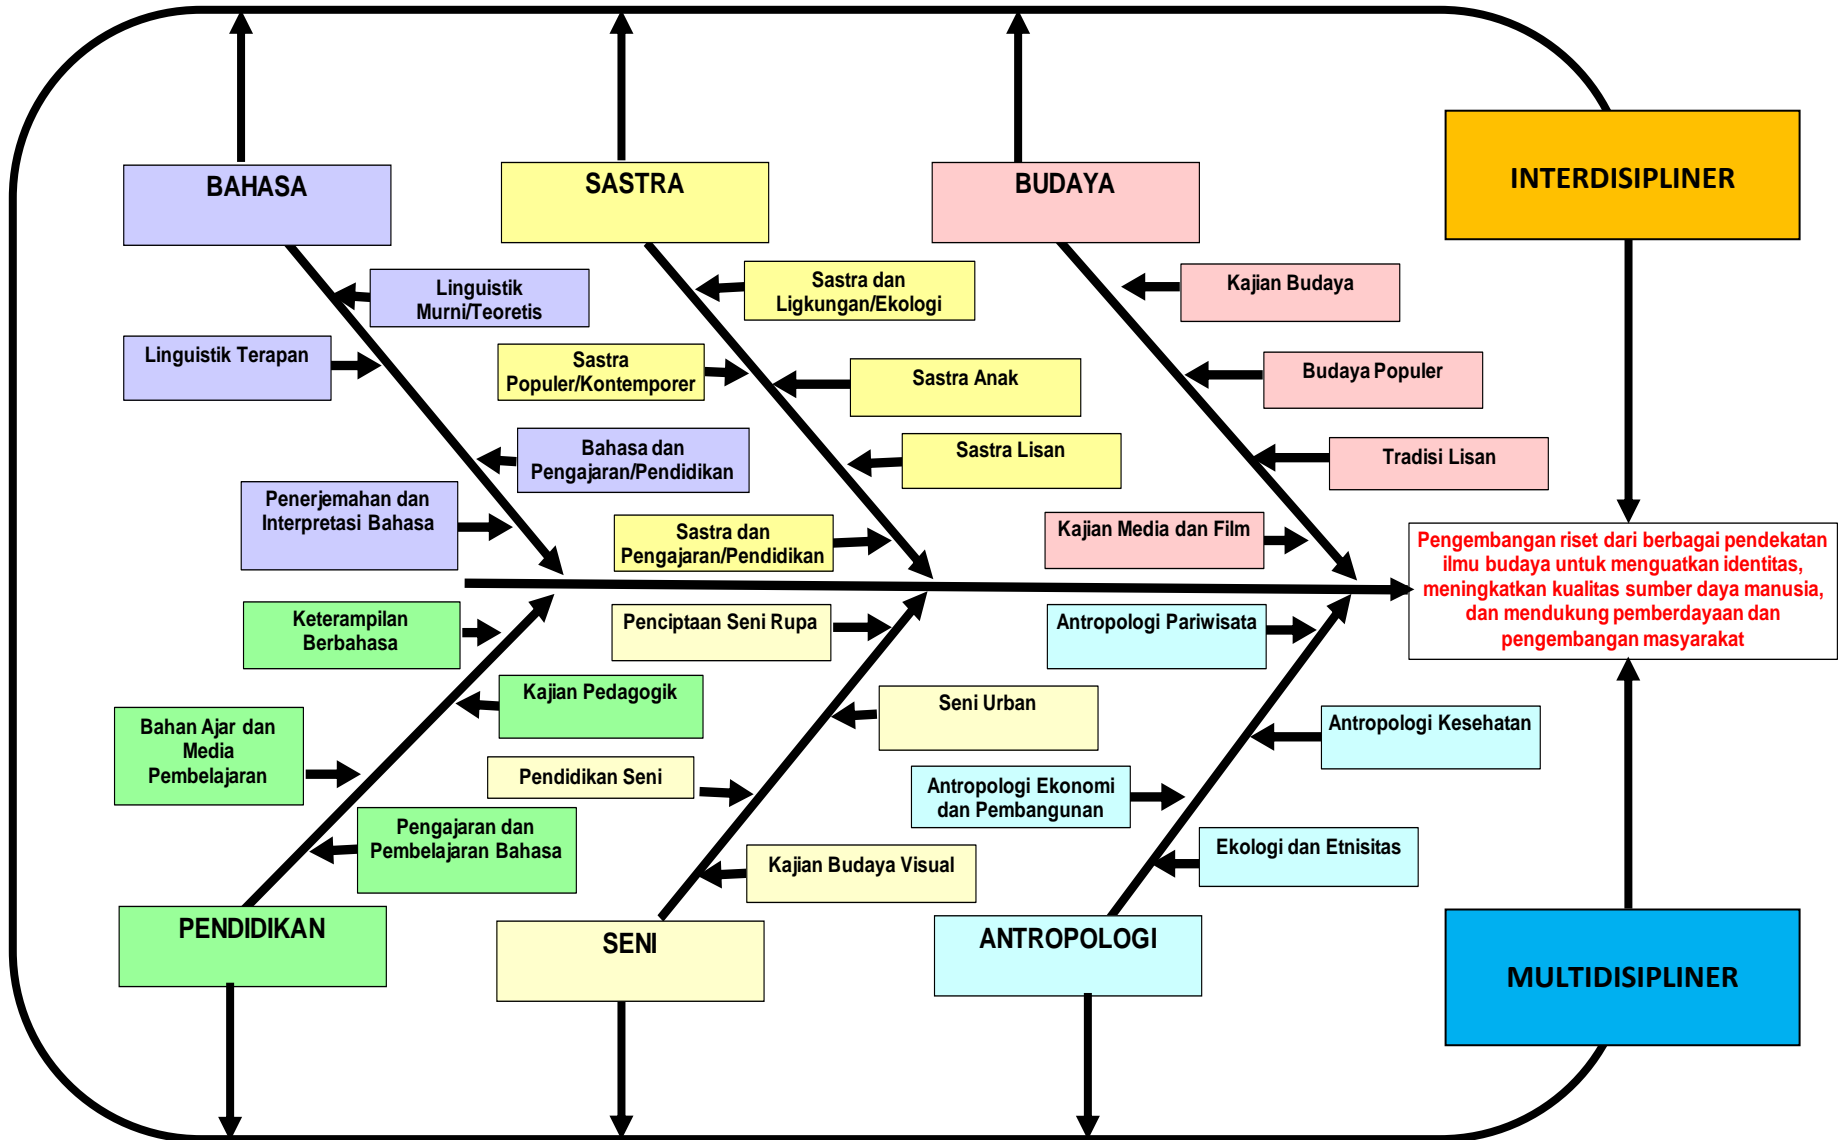 BAHASA
SASTRA
BUDAYA
INTERDISIPLINER
Linguistik
Murni/Teoretis
Linguistik Terapan
Bahasa dan
Pengajaran/Pendidikan
Penerjemahan dan
Interpretasi Bahasa
Sastra dan
Ligkungan/Ekologi
Sastra
Populer/Kontemporer
Sastra Anak
Sastra Lisan
Sastra dan
Pengajaran/Pendidikan
Kajian Budaya
Budaya Populer
Tradisi Lisan
Kajian Media dan Film
Pengembangan riset dari berbagai pendekatan
ilmu budaya untuk menguatkan identitas,
meningkatkan kualitas sumber daya manusia,
dan mendukung pemberdayaan dan
pengembangan masyarakat
Keterampilan
Berbahasa
Kajian Pedagogik
Bahan Ajar dan
Media
Pembelajaran
Pengajaran dan
Pembelajaran Bahasa
Penciptaan Seni Rupa
Seni Urban
Pendidikan Seni
Kajian Budaya Visual
Antropologi Pariwisata
Antropologi Kesehatan
Antropologi Ekonomi
dan Pembangunan
Ekologi dan Etnisitas
PENDIDIKAN
SENI
ANTROPOLOGI
MULTIDISIPLINER